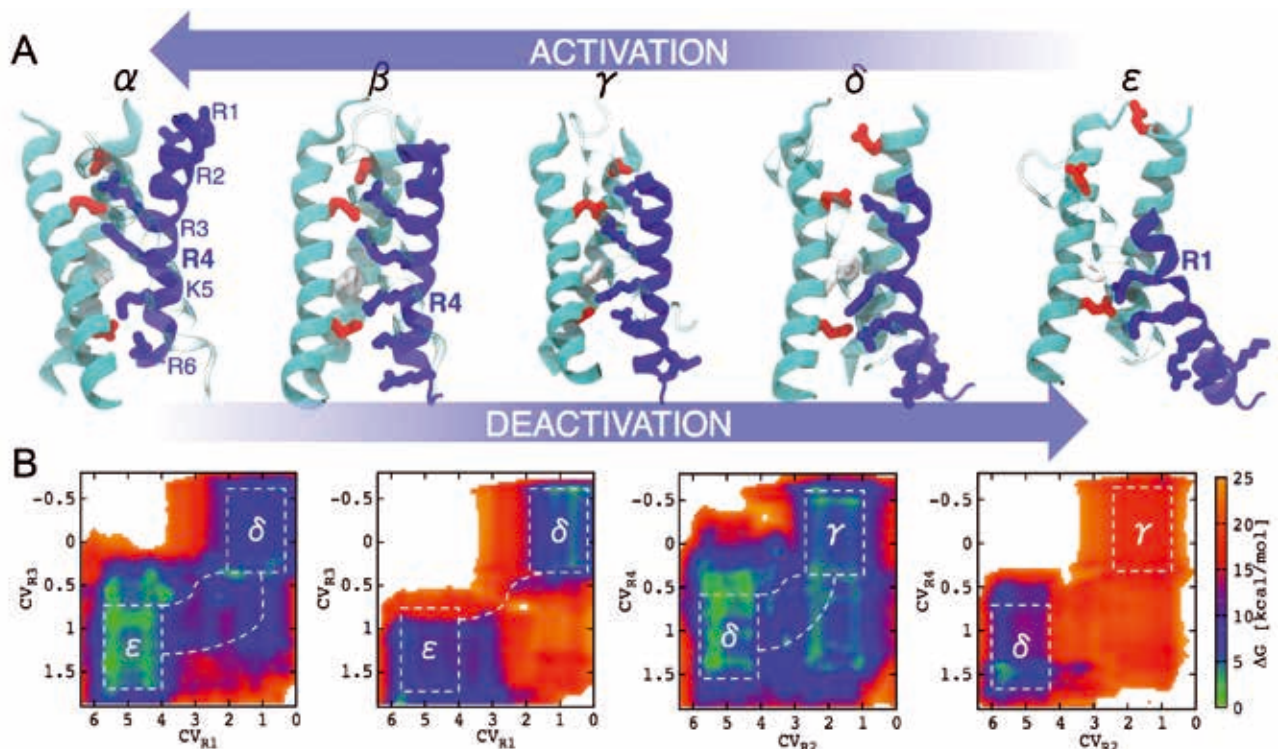 ACTIVATION
A
α β γ δ ε
R1
R2
R3
R4
K5
R6
R4
R1
DEACTIVATION
B
CV_R3
-0.5
0
0.5
1
1.5
δ
ε
6 5 4 3 2 1 0
CV_R1
CV_R3
-0.5
0
0.5
1
1.5
δ
ε
6 5 4 3 2 1 0
CV_R1
CV_R4
-0.5
0
0.5
1
1.5
γ
δ
6 5 4 3 2 1 0
CV_R2
CV_R4
-0.5
0
0.5
1
1.5
γ
δ
6 5 4 3 2 1 0
CV_R2
25
20
15
10
5
0
ΔG [kcal/mol]